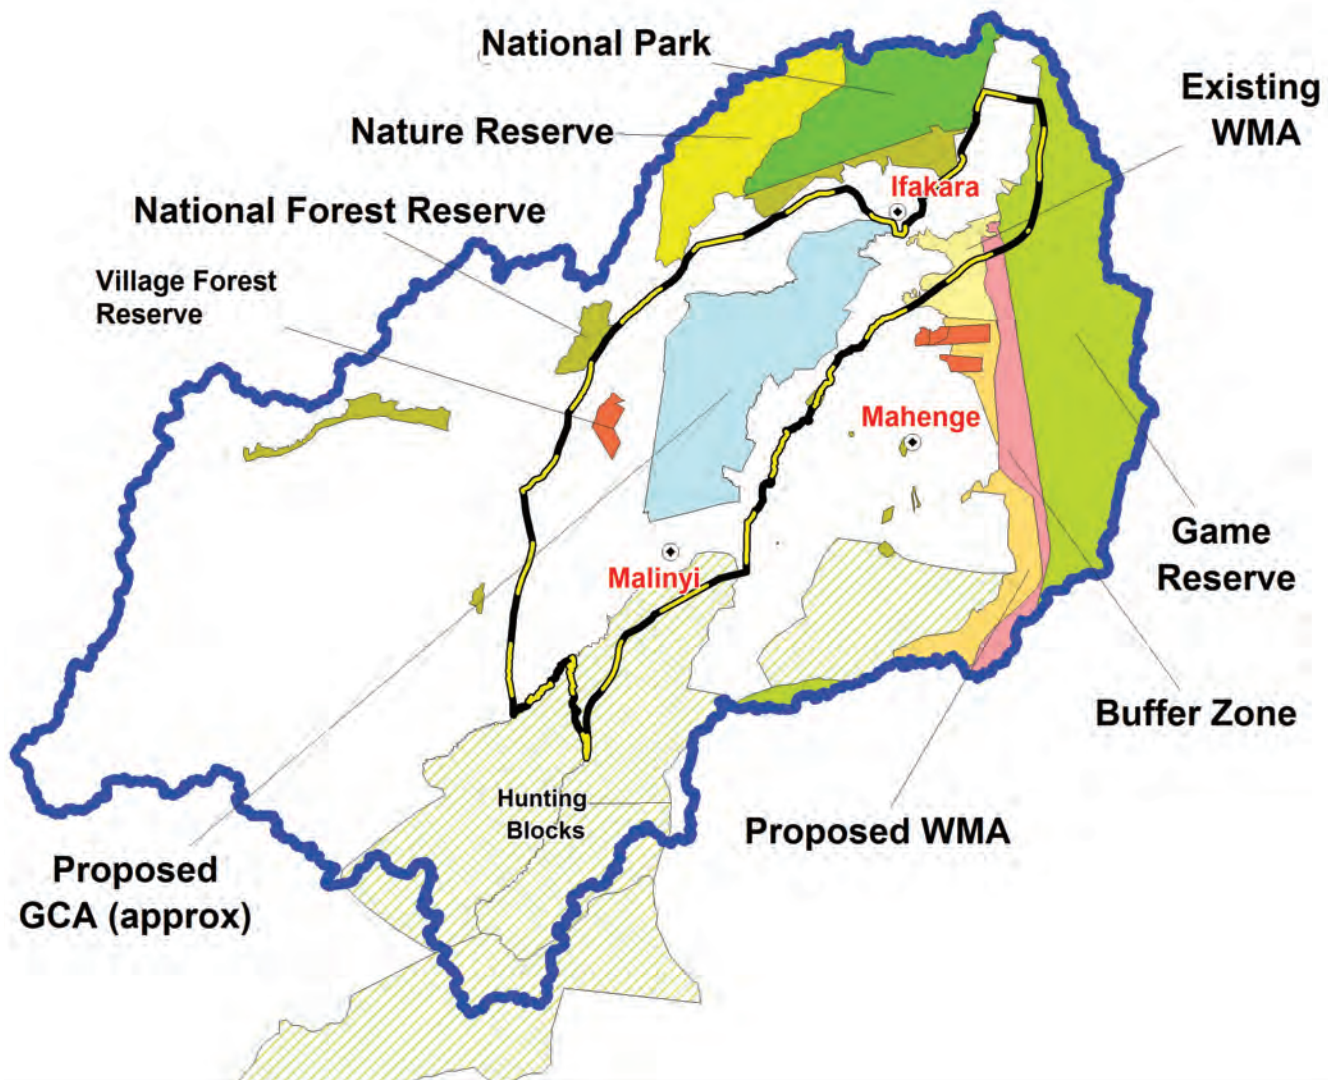 National Park
Existing
WMA
Nature Reserve
Ifakara
National Forest Reserve
Village Forest
Reserve
Mahenge
Game
Reserve
Malinyi
Buffer Zone
Hunting
Blocks
Proposed WMA
Proposed
GCA (approx)